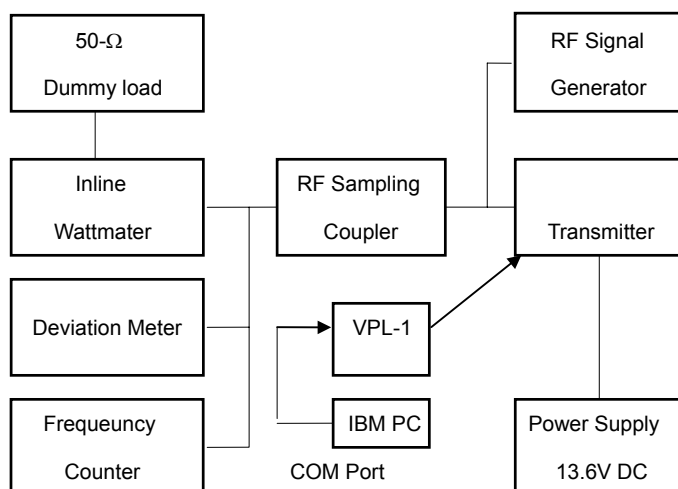 50-Ω
Dummy load
RF Signal
Generator
Inline
Wattmater
RF Sampling
Coupler
Transmitter
Deviation Meter
VPL-1
Frequeuncy
Counter
IBM PC
COM Port
Power Supply
13.6V DC